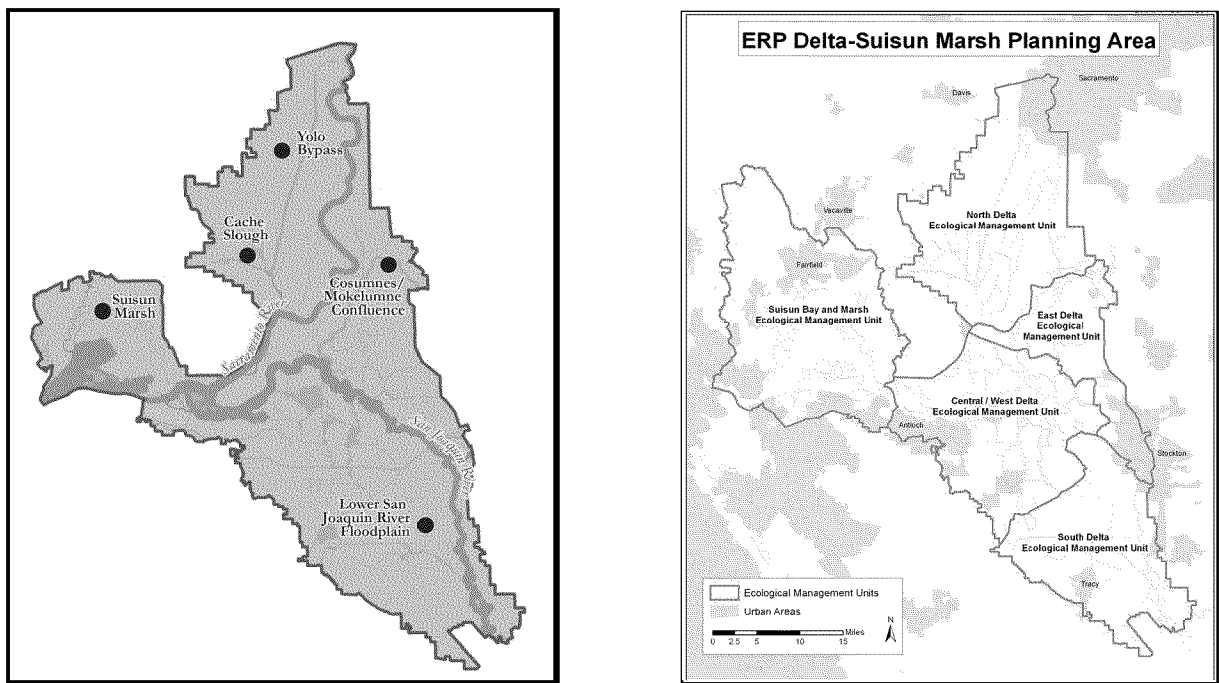 Yolo
Bypass
Cache
Slough
Cosumnes/
Mokelumne
Confluence
Suisun
Marsh
Sacramento River
San Joaquin River
Lower San
Joaquin River
Floodplain
ERP Delta-Suisun Marsh Planning Area
Sacramento
Davis
Vacaville
North Delta
Ecological Management Unit
Fairfield
Suisun Bay and Marsh
Ecological Management Unit
East Delta
Ecological
Management Unit
Central / West Delta
Ecological Management Unit
Antioch
Stockton
South Delta
Ecological Management Unit
Tracy
Ecological Management Units
Urban Areas
N
Miles
0 2.5 5 10 15